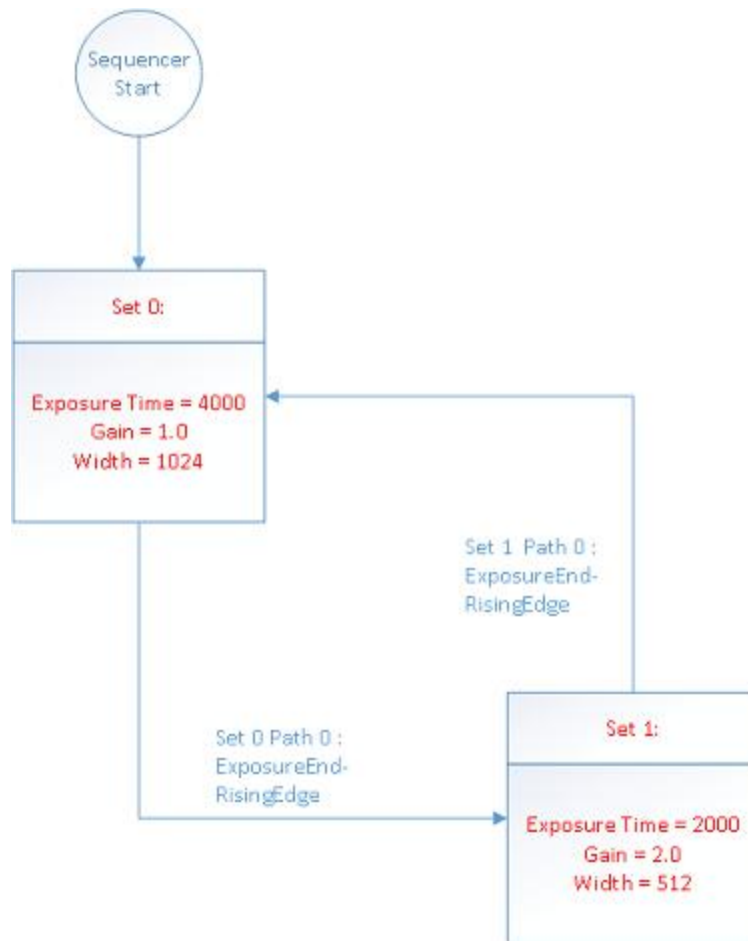 Sequencer
Start
Set 0:
Exposure Time = 4000
Gain = 1.0
Width = 1024
Set 1 Path 0 :
ExposureEnd-
RisingEdge
Set 0 Path 0 :
ExposureEnd-
RisingEdge
Set 1:
Exposure Time = 2000
Gain = 2.0
Width = 512